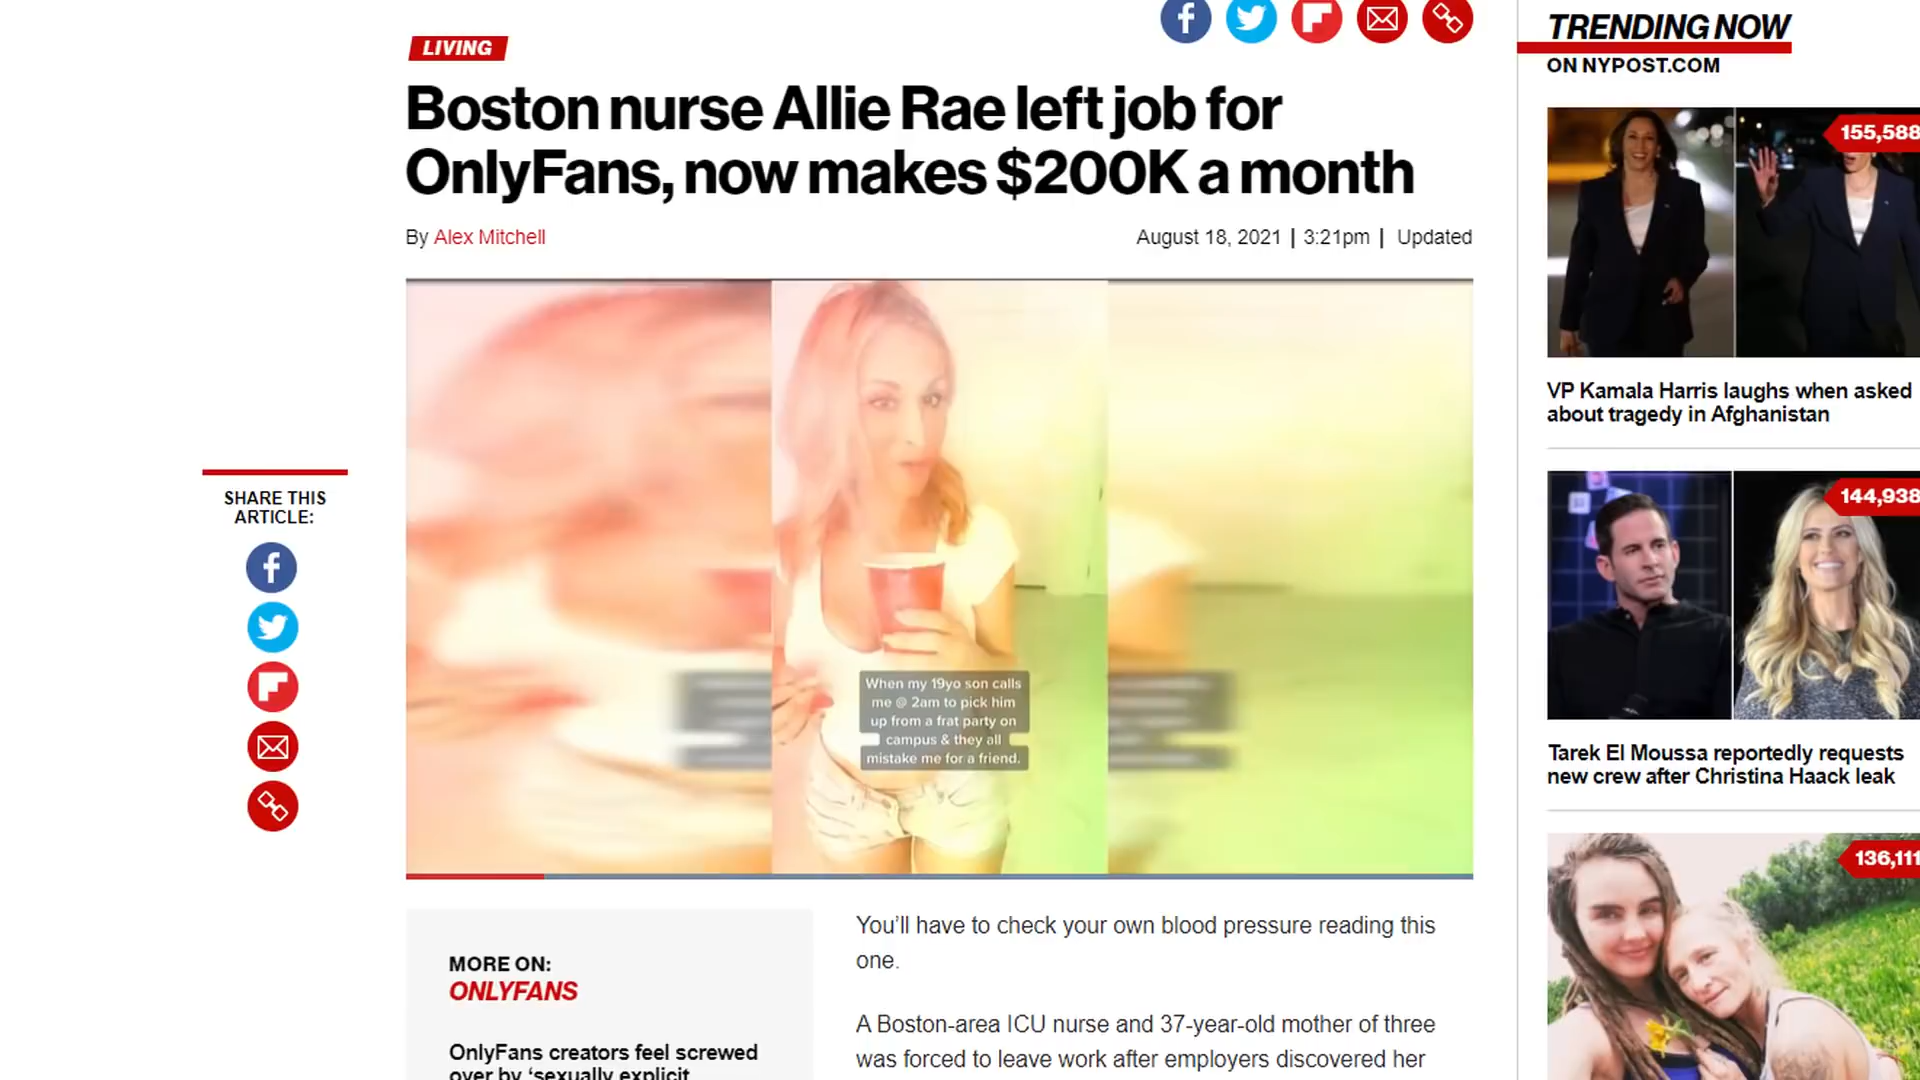 LIVING
Boston nurse Allie Rae left job for
OnlyFans, now makes $200K a month
By Alex Mitchell
August 18, 2021 | 3:21pm | Updated
SHARE THIS
ARTICLE:
When my 19yo son calls
me @ 2am to pick him
up from a frat party on
campus & they all
mistake me for a friend.
MORE ON:
ONLYFANS
OnlyFans creators feel screwed
over by ‘sexually explicit
You’ll have to check your own blood pressure reading this
one.
A Boston-area ICU nurse and 37-year-old mother of three
was forced to leave work after employers discovered her
TRENDING NOW
ON NYPOST.COM
155,588
VP Kamala Harris laughs when asked
about tragedy in Afghanistan
144,938
Tarek El Moussa reportedly requests
new crew after Christina Haack leak
136,111